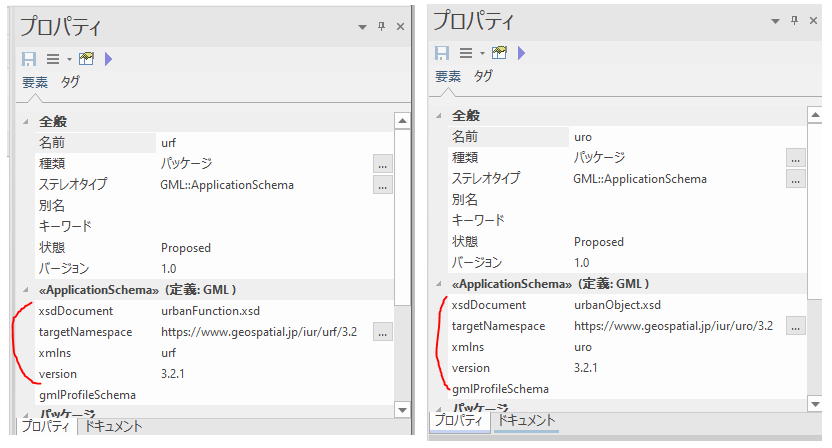 プロパティ
要素 タグ
全般
名前 urf
種類 パッケージ ...
ステレオタイプ GML::ApplicationSchema ...
別名
キーワード
状態 Proposed
バージョン 1.0
«ApplicationSchema» (定義: GML )
xsdDocument urbanFunction.xsd
targetNamespace https://www.geospatial.jp/iur/urf/3.2 ...
xmlns urf
version 3.2.1
gmlProfileSchema
パッケージ
プロパティ ドキュメント
プロパティ
要素 タグ
全般
名前 uro
種類 パッケージ ...
ステレオタイプ GML::ApplicationSchema ...
別名
キーワード
状態 Proposed
バージョン 1.0
«ApplicationSchema» (定義: GML )
xsdDocument urbanObject.xsd
targetNamespace https://www.geospatial.jp/iur/uro/3.2 ...
xmlns uro
version 3.2.1
gmlProfileSchema
パッケージ
プロパティ ドキュメント